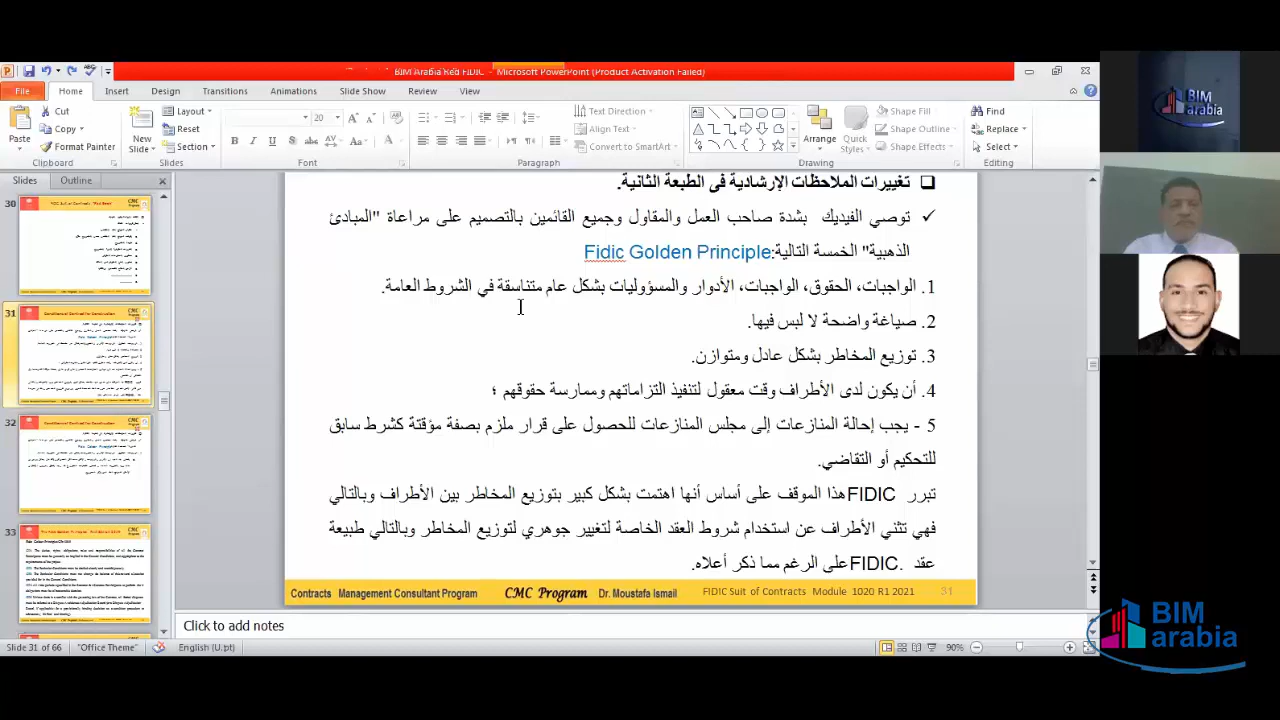 BIM Arabia Red FIDIC - Microsoft PowerPoint (Product Activation Failed)
File Home Insert Design Transitions Animations Slide Show Review View
Cut Copy Format Painter Paste Clipboard
New Slide Layout Reset Section Slides
20 Font
Text Direction Align Text Convert to SmartArt Paragraph
Arrange Quick Styles Shape Fill Shape Outline Shape Effects Drawing
Find Replace Select Editing
Slides Outline
30
31
32
33
تغييرات الملاحظات الإرشادية فى الطبعة الثانية.
✓ توصي الفيديك بشدة صاحب العمل والمقاول وجميع القائمين بالتصميم على مراعاة "المبادئ
الذهبية" الخمسة التالية:Fidic Golden Principle
1. الواجبات، الحقوق، الواجبات، الأدوار والمسؤوليات بشكل عام متناسقة في الشروط العامة.
2. صياغة واضحة لا لبس فيها.
3. توزيع المخاطر بشكل عادل ومتوازن.
4. أن يكون لدى الأطراف وقت معقول لتنفيذ التزاماتهم وممارسة حقوقهم ؛
5 - يجب إحالة المنازعات إلى مجلس المنازعات للحصول على قرار ملزم بصفة مؤقتة كشرط سابق
للتحكيم أو التقاضي.
تبرر FIDIC هذا الموقف على أساس أنها اهتمت بشكل كبير بتوزيع المخاطر بين الأطراف وبالتالي
فهي تثني الأطراف عن استخدام شروط العقد الخاصة لتغيير جوهري لتوزيع المخاطر وبالتالي طبيعة
عقد .FIDIC على الرغم مما ذكر أعلاه.
Contracts Management Consultant Program CMC Program Dr. Moustafa Ismail FIDIC Suit of Contracts Module 1020 R1 2021 31
Click to add notes
Slide 31 of 66 "Office Theme" English (U.pt) 90%
BIM
arabia
BIM
arabia